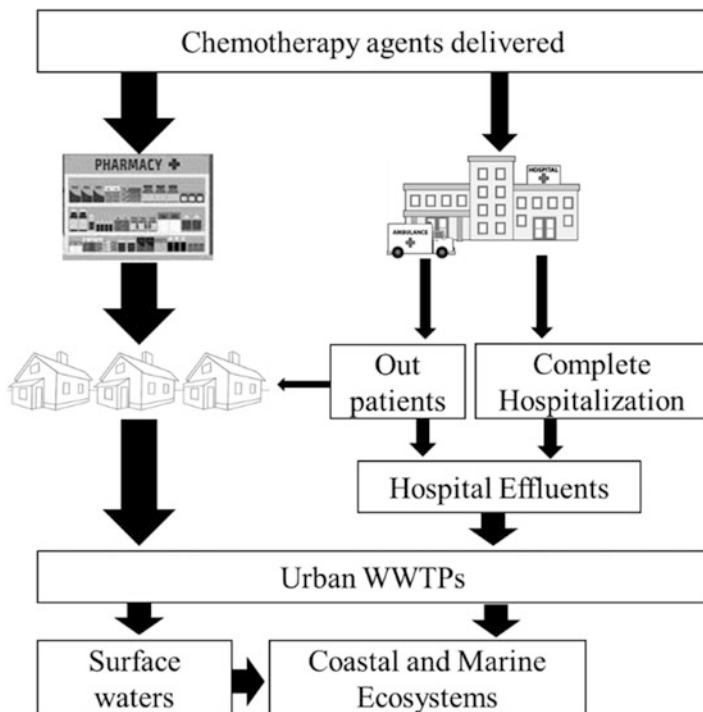 Chemotherapy agents delivered
PHARMACY
HOSPITAL
AMBULANCE
Out
patients
Complete
Hospitalization
Hospital Effluents
Urban WWTPs
Surface
waters
Coastal and Marine
Ecosystems